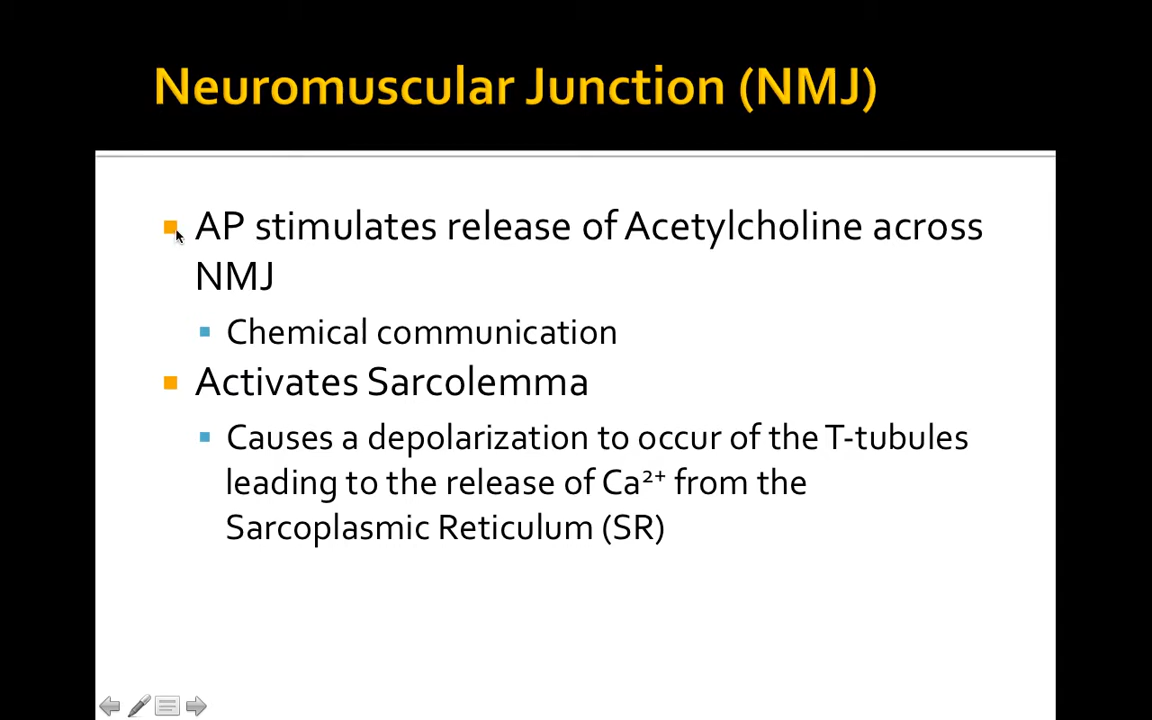 Neuromuscular Junction (NMJ)
AP stimulates release of Acetylcholine across
NMJ
Chemical communication
Activates Sarcolemma
Causes a depolarization to occur of the T-tubules
leading to the release of Ca²⁺ from the
Sarcoplasmic Reticulum (SR)